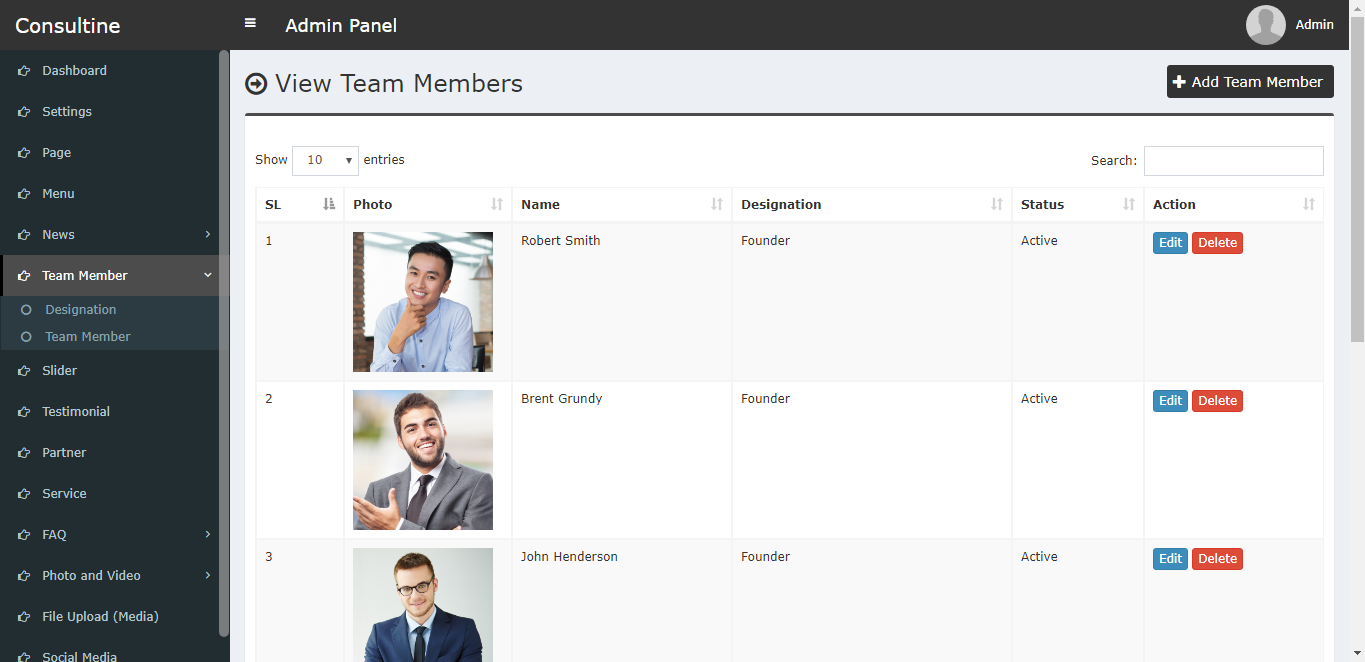 Consultine
Admin Panel
Admin
Dashboard
Settings
Page
Menu
News
Team Member
Designation
Team Member
Slider
Testimonial
Partner
Service
FAQ
Photo and Video
File Upload (Media)
Social Media
View Team Members
Add Team Member
Show 10 entries
Search:
SL Photo Name Designation Status Action
1 Robert Smith Founder Active Edit Delete
2 Brent Grundy Founder Active Edit Delete
3 John Henderson Founder Active Edit Delete